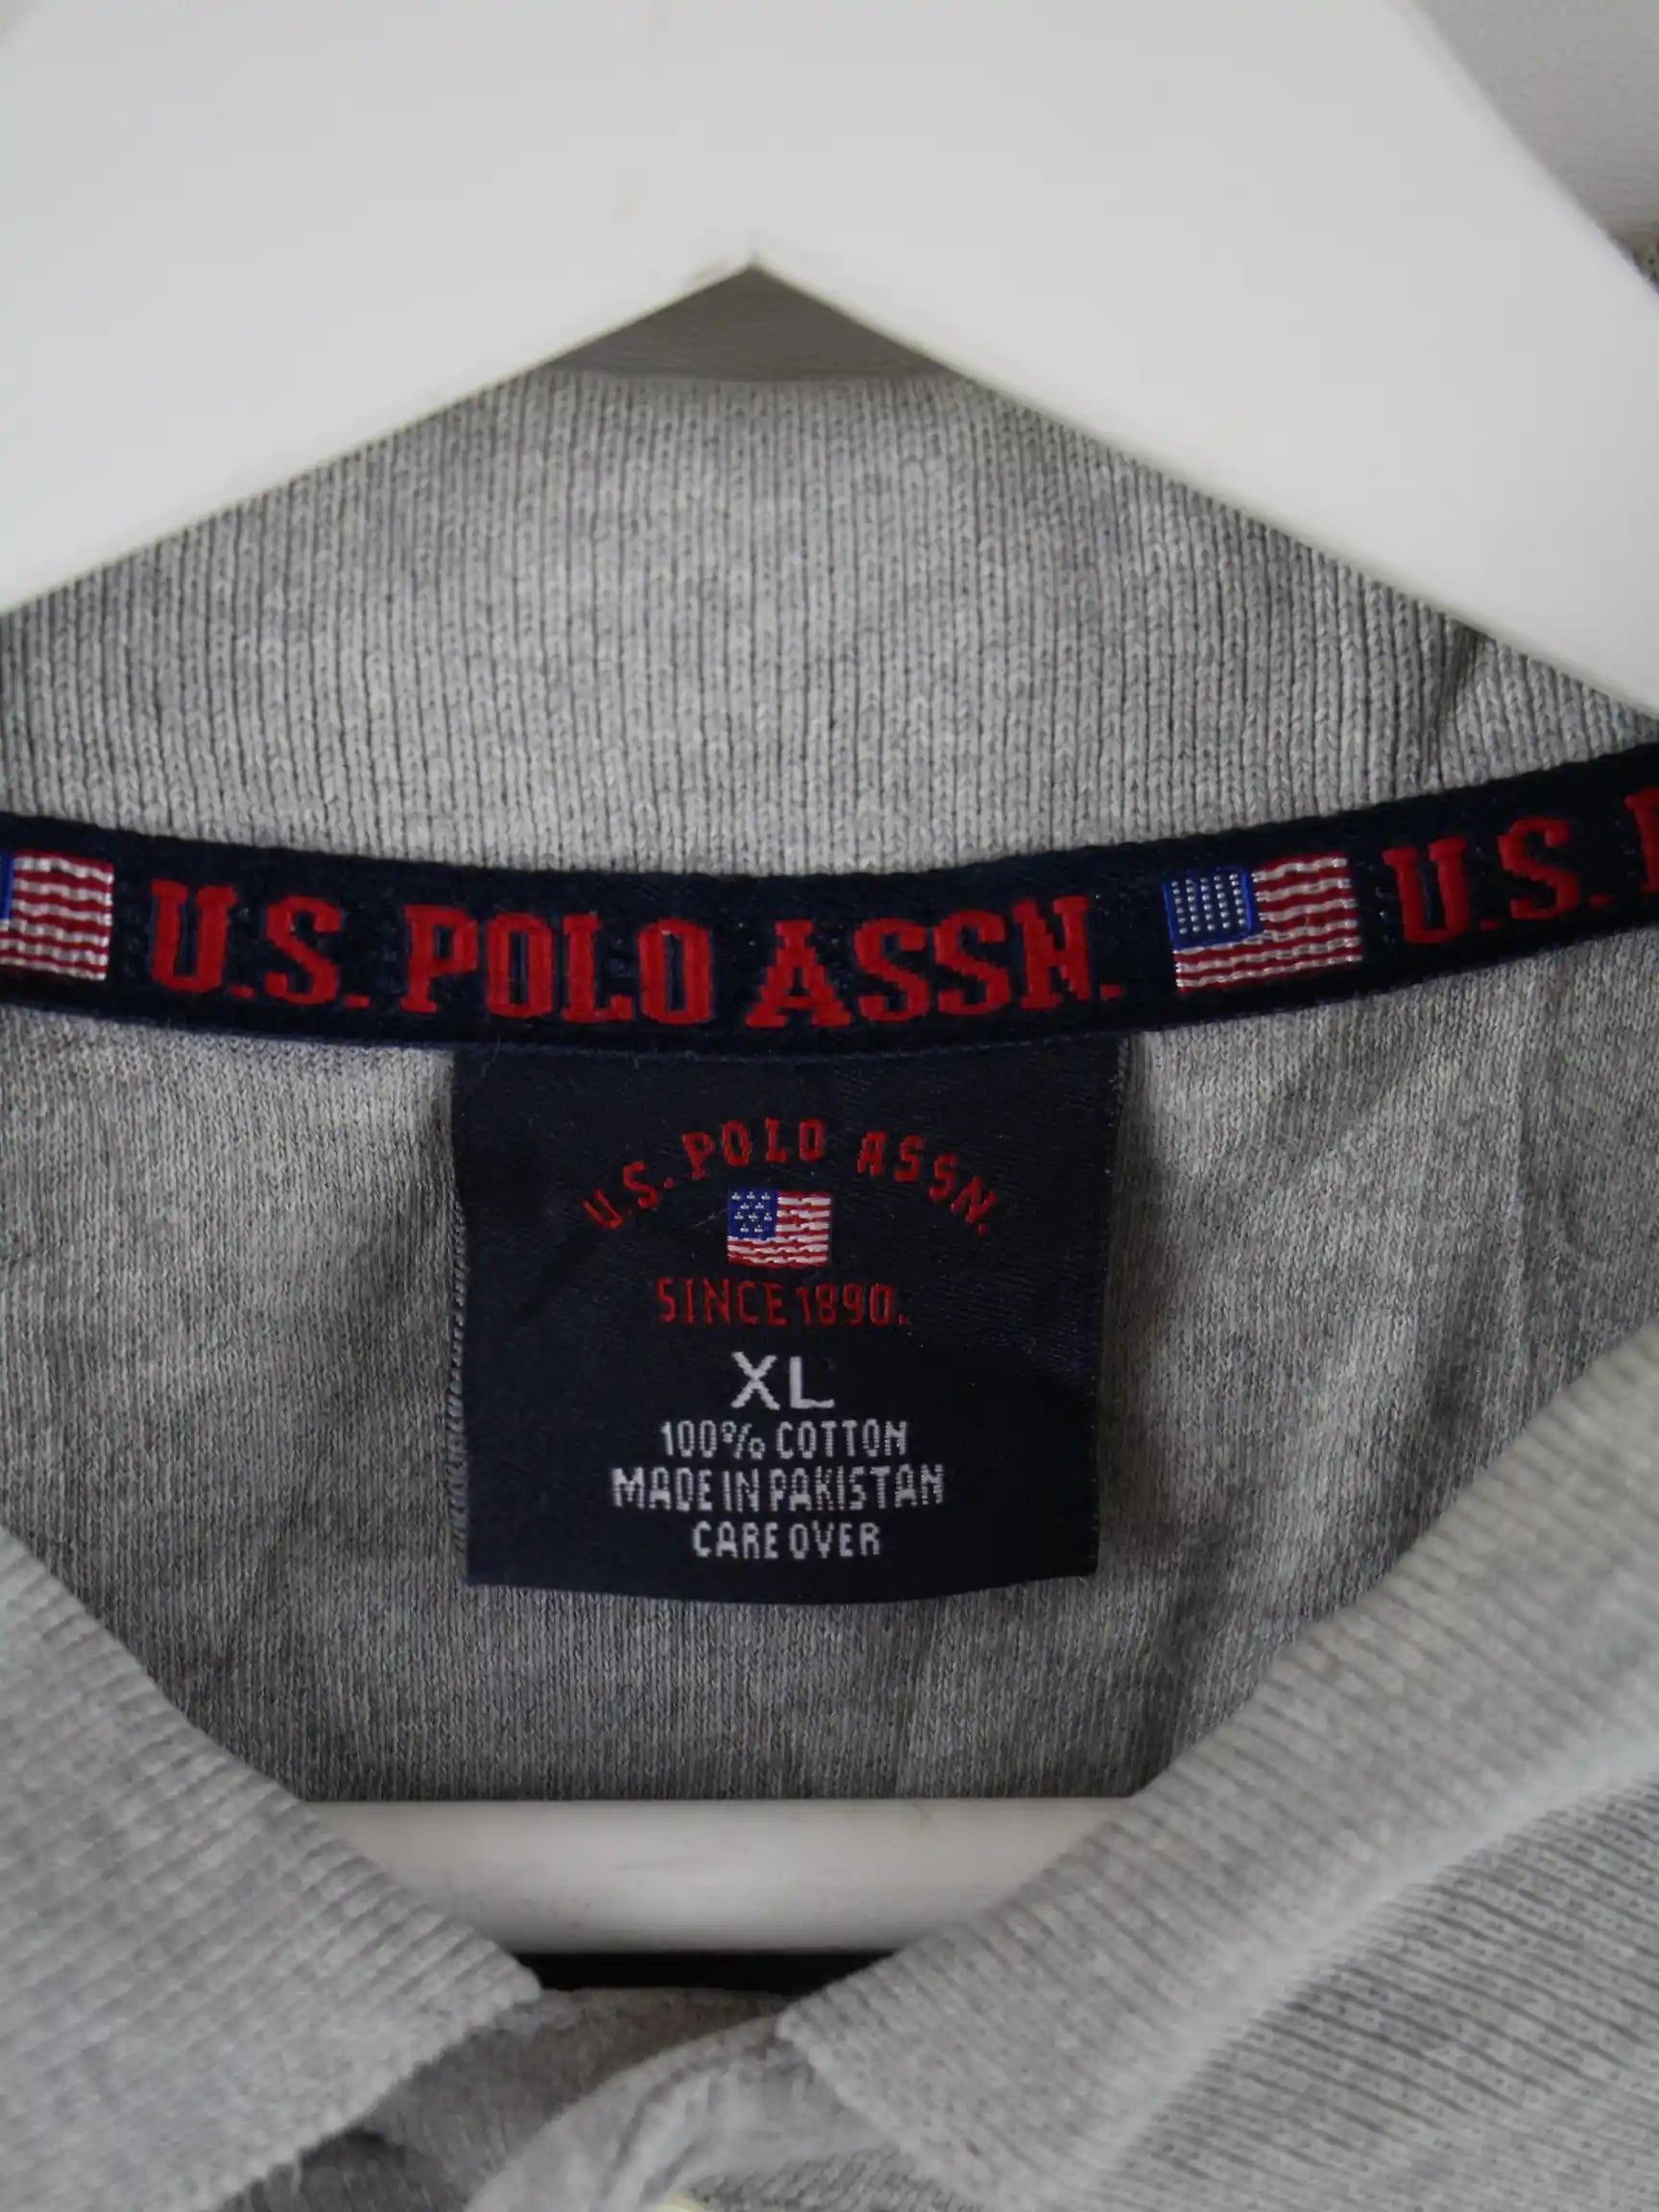 U.S. POLO ASSN. U.S.
U.S. POLO ASSN.
SINCE 1890.
XL
100% COTTON
MADE IN PAKISTAN
CARE OVER